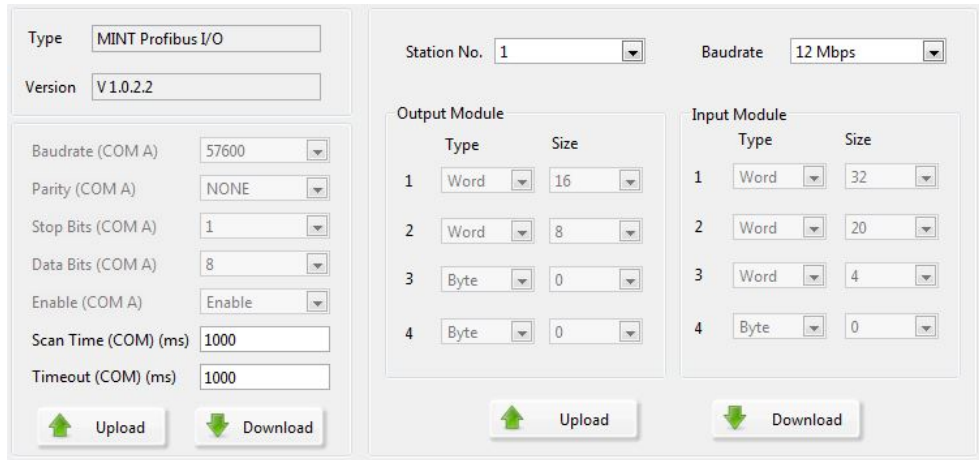 Type MINT Profibus I/O
Version V 1.0.2.2
Baudrate (COM A) 57600
Parity (COM A) NONE
Stop Bits (COM A) 1
Data Bits (COM A) 8
Enable (COM A) Enable
Scan Time (COM) (ms) 1000
Timeout (COM) (ms) 1000
Upload Download
Station No. 1 Baudrate 12 Mbps
Output Module
Type Size
1 Word 16
2 Word 8
3 Byte 0
4 Byte 0
Input Module
Type Size
1 Word 32
2 Word 20
3 Word 4
4 Byte 0
Upload Download